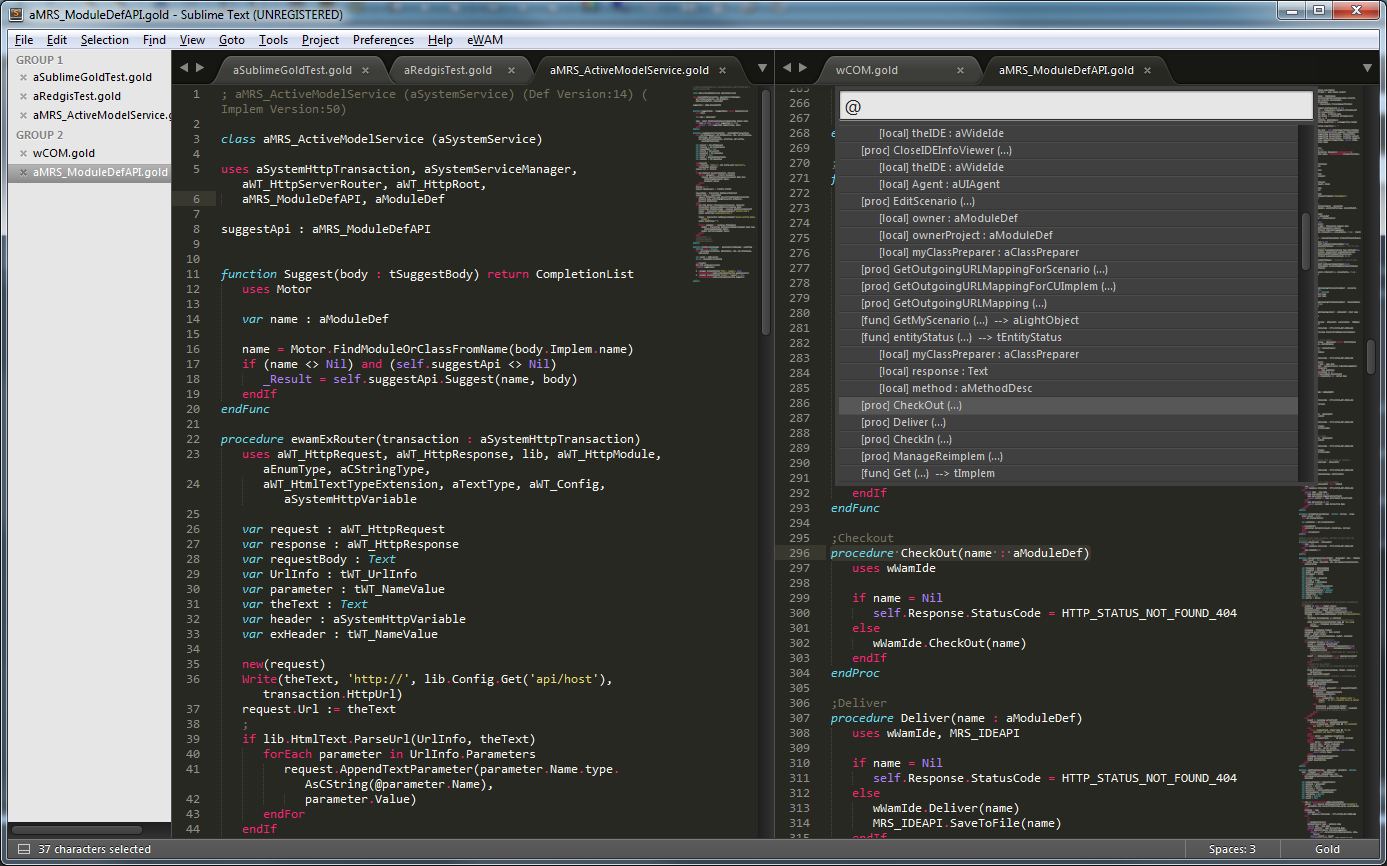 aMRS_ModuleDefAPI.gold - Sublime Text (UNREGISTERED)
File Edit Selection Find View Goto Tools Project Preferences Help eWAM
GROUP 1
aSublimeGoldTest.gold
aRedgisTest.gold
aMRS_ActiveModelService.g
GROUP 2
wCOM.gold
aMRS_ModuleDefAPI.gold
aSublimeGoldTest.gold × aRedgisTest.gold × aMRS_ActiveModelService.gold ×
1 ; aMRS_ActiveModelService (aSystemService) (Def Version:14) (
Implem Version:50)
2
3 class aMRS_ActiveModelService (aSystemService)
4
5 uses aSystemHttpTransaction, aSystemServiceManager,
aWT_HttpServerRouter, aWT_HttpRoot,
6 aMRS_ModuleDefAPI, aModuleDef
7
8 suggestApi : aMRS_ModuleDefAPI
9
10
11 function Suggest(body : tSuggestBody) return CompletionList
12 uses Motor
13
14 var name : aModuleDef
15
16 name = Motor.FindModuleOrClassFromName(body.Implem.name)
17 if (name <> Nil) and (self.suggestApi <> Nil)
18 _Result = self.suggestApi.Suggest(name, body)
19 endIf
20 endFunc
21
22 procedure ewamExRouter(transaction : aSystemHttpTransaction)
23 uses aWT_HttpRequest, aWT_HttpResponse, lib, aWT_HttpModule,
aEnumType, aCStringType,
24 aWT_HtmlTextTypeExtension, aTextType, aWT_Config,
aSystemHttpVariable
25
26 var request : aWT_HttpRequest
27 var response : aWT_HttpResponse
28 var requestBody : Text
29 var UrlInfo : tWT_UrlInfo
30 var parameter : tWT_NameValue
31 var theText : Text
32 var header : aSystemHttpVariable
33 var exHeader : tWT_NameValue
34
35 new(request)
36 Write(theText, 'http://', lib.Config.Get('api/host'),
transaction.HttpUrl)
37 request.Url := theText
38 ;
39 if lib.HtmlText.ParseUrl(UrlInfo, theText)
40 forEach parameter in UrlInfo.Parameters
41 request.AppendTextParameter(parameter.Name.type.
AsCString(@parameter.Name),
42 parameter.Value)
43 endFor
44 endIf
wCOM.gold × aMRS_ModuleDefAPI.gold ×
@
[local] theIDE : aWideIde
[proc] CloseIDEInfoViewer (...)
[local] theIDE : aWideIde
[local] Agent : aUIAgent
[proc] EditScenario (...)
[local] owner : aModuleDef
[local] ownerProject : aModuleDef
[local] myClassPreparer : aClassPreparer
[proc] GetOutgoingURLMappingForScenario (...)
[proc] GetOutgoingURLMappingForCUImplem (...)
[proc] GetOutgoingURLMapping (...)
[func] GetMyScenario (...) --> aLightObject
[func] entityStatus (...) --> tEntityStatus
[local] myClassPreparer : aClassPreparer
[local] response : Text
[local] method : aMethodDesc
[proc] CheckOut (...)
[proc] Deliver (...)
[proc] CheckIn (...)
[proc] ManageReimplem (...)
[func] Get (...) --> tImplem
265
266
267
268
269
270
271
272
273
274
275
276
277
278
279
280
281
282
283
284
285
286
287
288
289
290
291
292 endIf
293 endFunc
294
295 ;Checkout
296 procedure CheckOut(name : aModuleDef)
297 uses wWamIde
298
299 if name = Nil
300 self.Response.StatusCode = HTTP_STATUS_NOT_FOUND_404
301 else
302 wWamIde.CheckOut(name)
303 endIf
304 endProc
305
306 ;Deliver
307 procedure Deliver(name : aModuleDef)
308 uses wWamIde, MRS_IDEAPI
309
310 if name = Nil
311 self.Response.StatusCode = HTTP_STATUS_NOT_FOUND_404
312 else
313 wWamIde.Deliver(name)
314 MRS_IDEAPI.SaveToFile(name)
315 endIf
37 characters selected
Spaces: 3
Gold